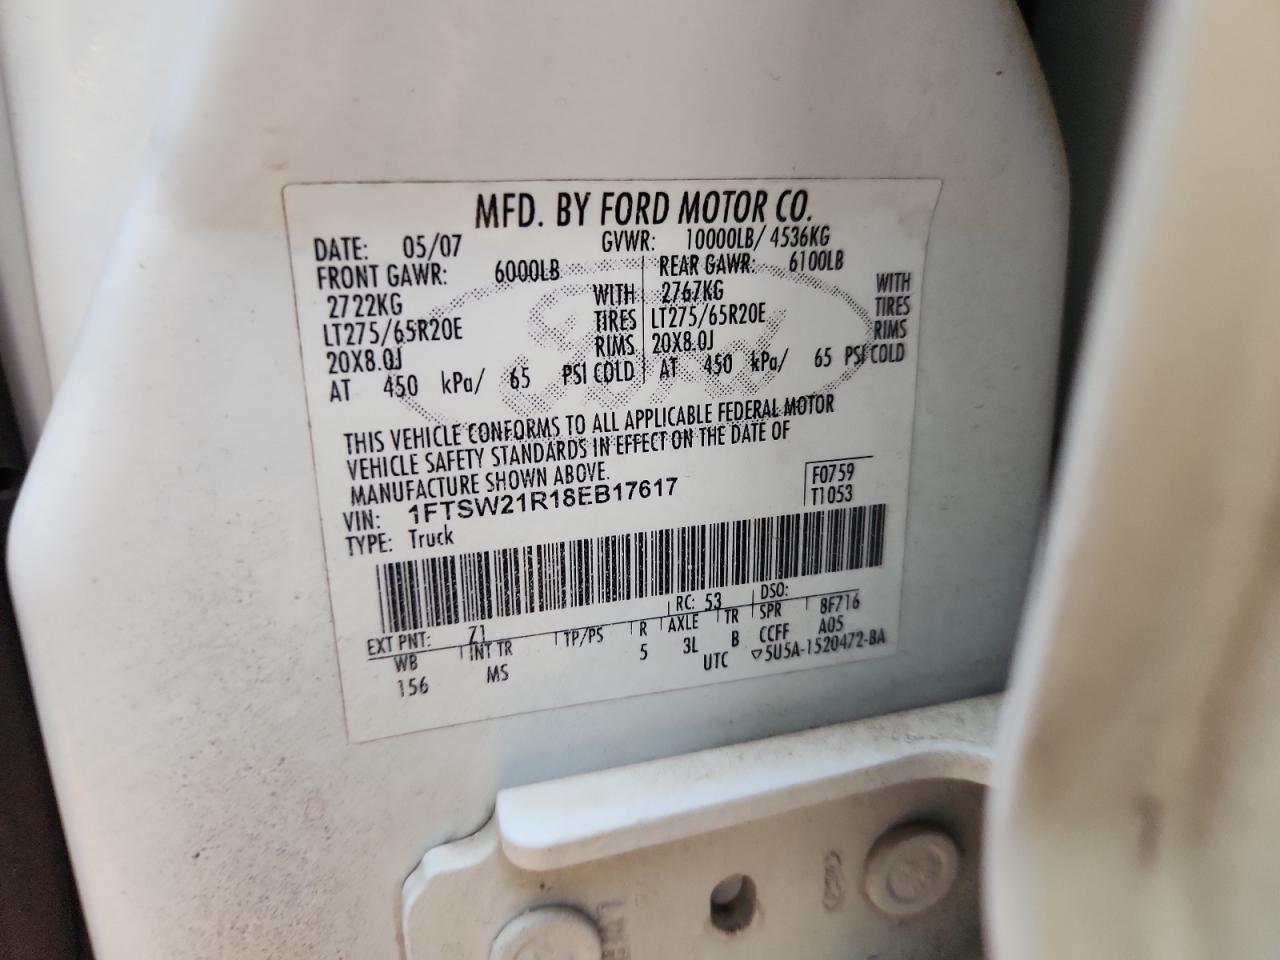 MFD. BY FORD MOTOR CO.
DATE: 05/07 GVWR: 10000LB/ 4536KG
FRONT GAWR: 6000LB REAR GAWR: 6100LB
2722KG WITH 2767KG WITH
LT275/65R20E TIRES LT275/65R20E TIRES
20X8.0J RIMS 20X8.0J RIMS
AT 450 kPa/ 65 PSI COLD AT 450 kPa/ 65 PSI COLD
THIS VEHICLE CONFORMS TO ALL APPLICABLE FEDERAL MOTOR
VEHICLE SAFETY STANDARDS IN EFFECT ON THE DATE OF
MANUFACTURE SHOWN ABOVE.
VIN: 1FTSW21R18EB17617 F0759
TYPE: Truck T1053
EXT PNT: Z1 RC: 53 DSO:
WB INT TR TP/PS R AXLE TR SPR 8F716
156 MS 5 3L B CCFF A05
UTC ▽5U5A-1520472-BA